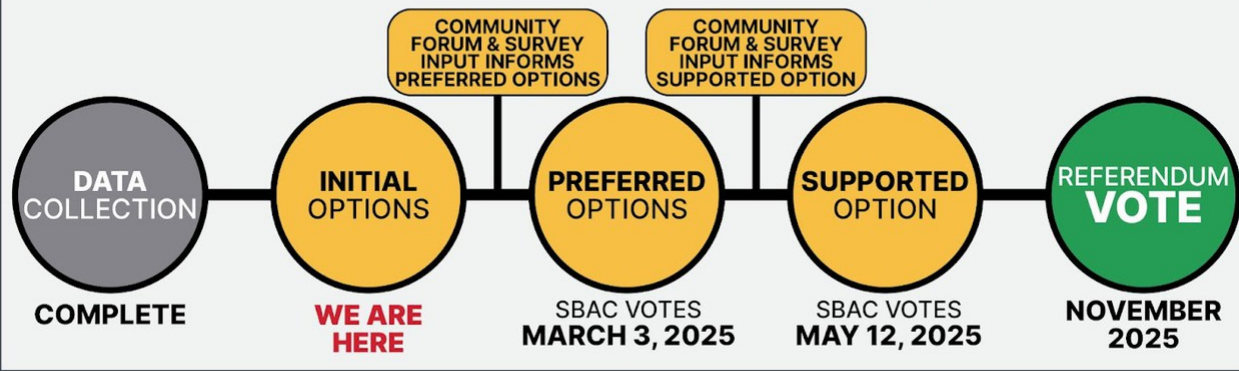 COMMUNITY
FORUM & SURVEY
INPUT INFORMS
PREFERRED OPTIONS
COMMUNITY
FORUM & SURVEY
INPUT INFORMS
SUPPORTED OPTION
DATA
COLLECTION
INITIAL
OPTIONS
PREFERRED
OPTIONS
SUPPORTED
OPTION
REFERENDUM
VOTE
COMPLETE
WE ARE
HERE
SBAC VOTES
MARCH 3, 2025
SBAC VOTES
MAY 12, 2025
NOVEMBER
2025